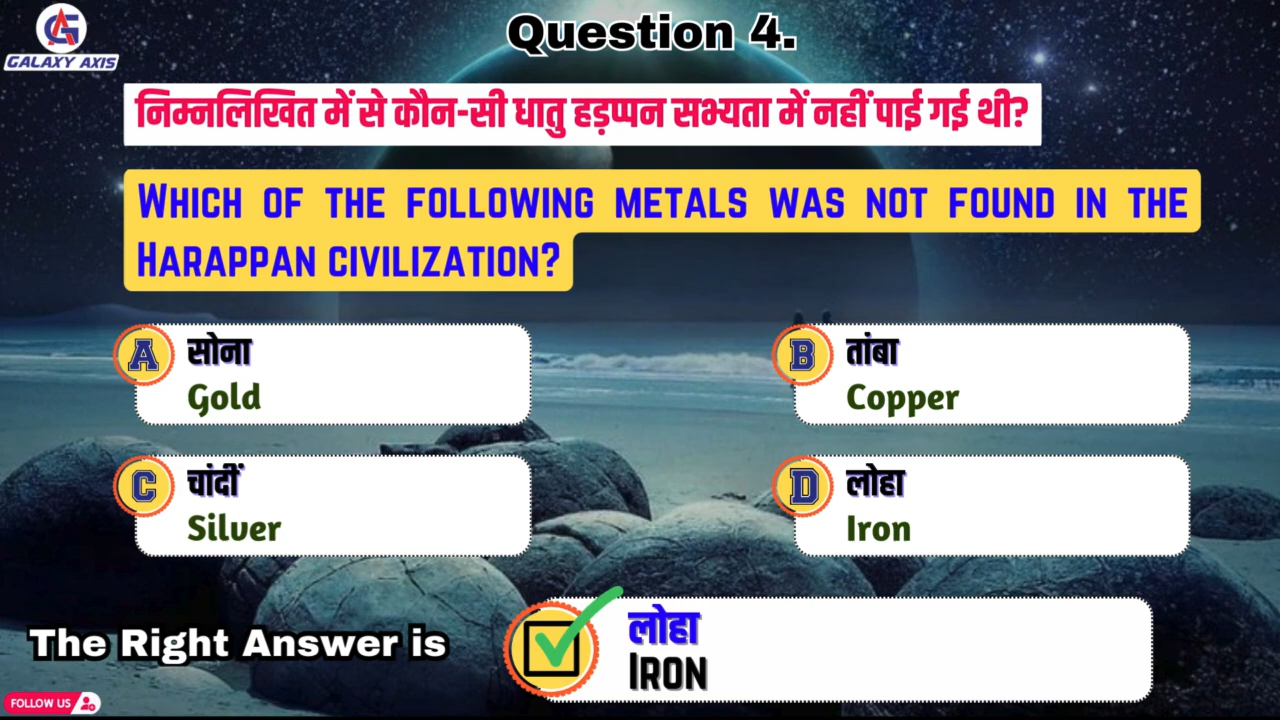 GALAXY AXIS
Question 4.
निम्नलिखित में से कौन-सी धातु हड़प्पन सभ्यता में नहीं पाई गई थी?
WHICH OF THE FOLLOWING METALS WAS NOT FOUND IN THE
HARAPPAN CIVILIZATION?
A सोना
Gold
B तांबा
Copper
C चांदीं
Silver
D लोहा
Iron
The Right Answer is
लोहा
IRON
FOLLOW US